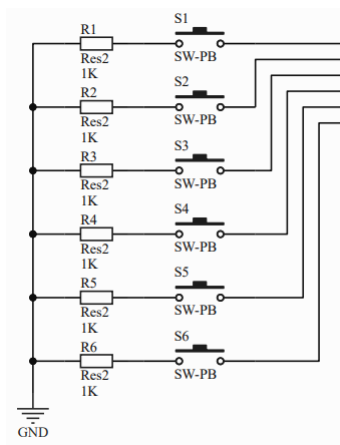 R1
S1
Res2
SW-PB
1K
R2
S2
Res2
SW-PB
1K
R3
S3
Res2
SW-PB
1K
R4
S4
Res2
SW-PB
1K
R5
S5
Res2
SW-PB
1K
R6
S6
Res2
SW-PB
1K
GND